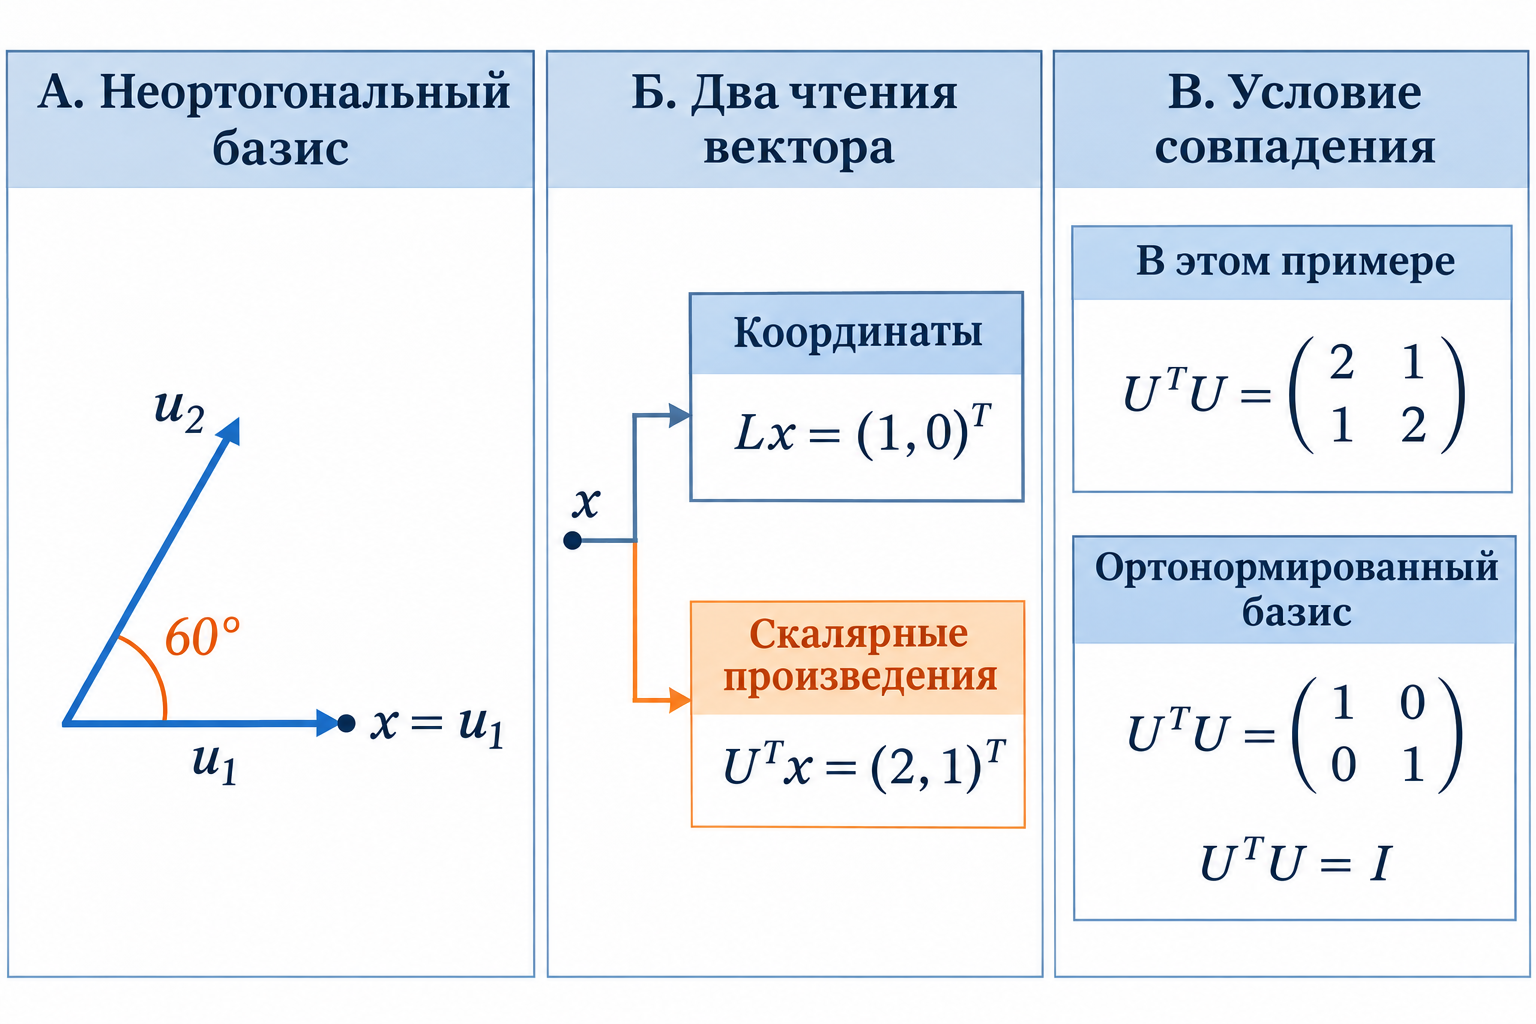 А. Неортогональный
базис
u₂
60°
x = u₁
u₁
Б. Два чтения
вектора
x
Координаты
Lx = (1, 0)ᵀ
Скалярные
произведения
Uᵀx = (2, 1)ᵀ
В. Условие
совпадения
В этом примере
UᵀU = ( 2 1
1 2 )
Ортонормированный
базис
UᵀU = ( 1 0
0 1 )
UᵀU = I